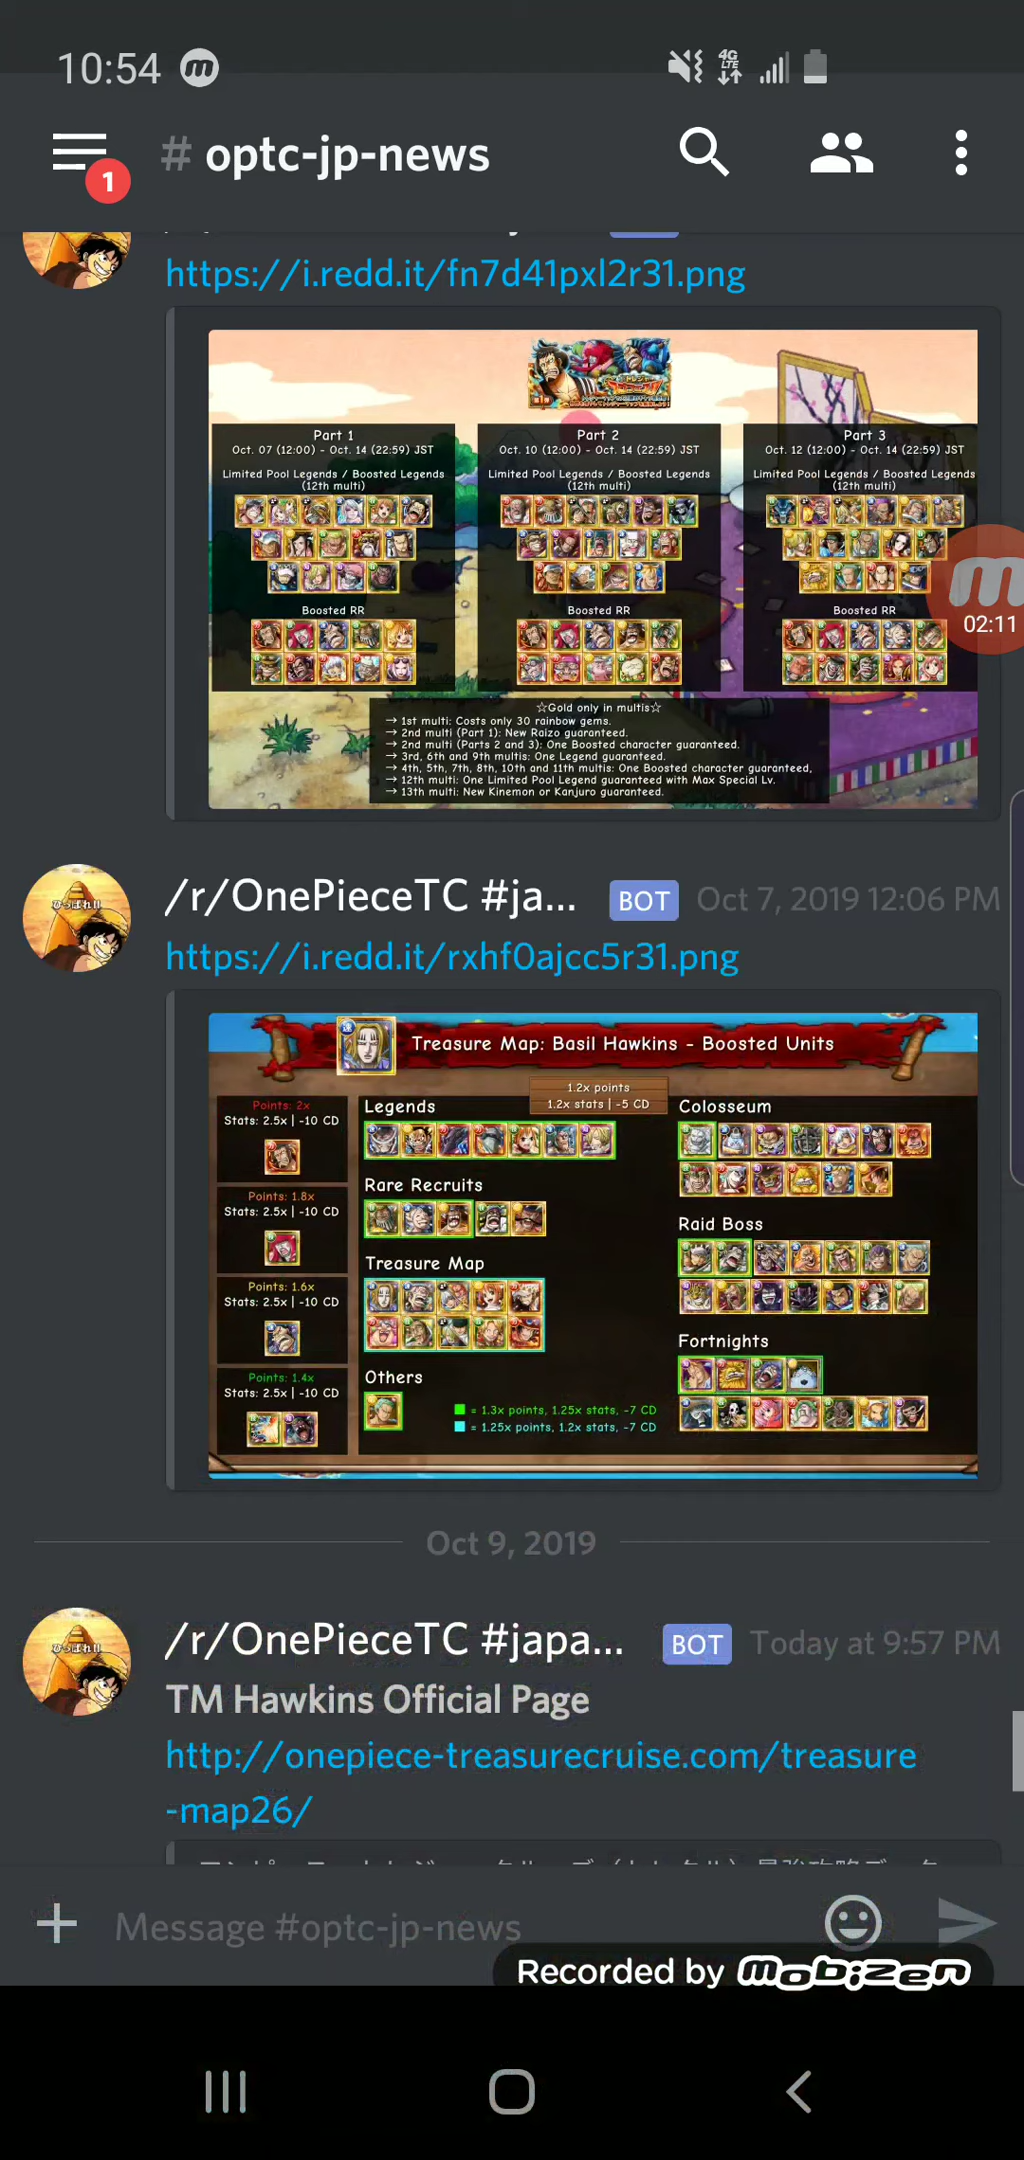 10:54
4G
LTE
1
# optc-jp-news
https://i.redd.it/fn7d41pxl2r31.png
Part 1
Oct. 07 (12:00) - Oct. 14 (22:59) JST
Limited Pool Legends / Boosted Legends
(12th multi)
Boosted RR
Part 2
Oct. 10 (12:00) - Oct. 14 (22:59) JST
Limited Pool Legends / Boosted Legends
(12th multi)
Boosted RR
Part 3
Oct. 12 (12:00) - Oct. 14 (22:59) JST
Limited Pool Legends / Boosted Legends
(12th multi)
Boosted RR
02:11
☆Gold only in multis☆
→ 1st multi: Costs only 30 rainbow gems.
→ 2nd multi (Part 1): New Raizo guaranteed.
→ 2nd multi (Parts 2 and 3): One Boosted character guaranteed.
→ 3rd, 6th and 9th multis: One Legend guaranteed.
→ 4th, 5th, 7th, 8th, 10th and 11th multis: One Boosted character guaranteed,
→ 12th multi: One Limited Pool Legend guaranteed with Max Special Lv.
→ 13th multi: New Kinemon or Kanjuro guaranteed.
/r/OnePieceTC #ja... BOT Oct 7, 2019 12:06 PM
https://i.redd.it/rxhf0ajcc5r31.png
Treasure Map: Basil Hawkins - Boosted Units
1.2x points
1.2x stats | -5 CD
Points: 2x
Stats: 2.5x | -10 CD
Points: 1.8x
Stats: 2.5x | -10 CD
Points: 1.6x
Stats: 2.5x | -10 CD
Points: 1.4x
Stats: 2.5x | -10 CD
Legends
Rare Recruits
Treasure Map
Others
= 1.3x points, 1.25x stats, -7 CD
= 1.25x points, 1.2x stats, -7 CD
Colosseum
Raid Boss
Fortnights
Oct 9, 2019
/r/OnePieceTC #japa... BOT Today at 9:57 PM
TM Hawkins Official Page
http://onepiece-treasurecruise.com/treasure
-map26/
Message #optc-jp-news
Recorded by mobizen